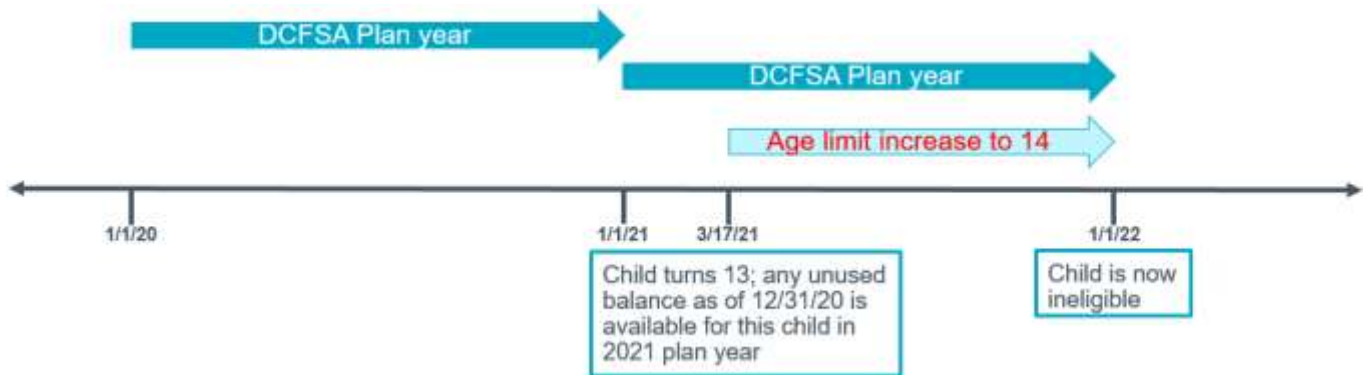 DCFSA Plan year
DCFSA Plan year
Age limit increase to 14
1/1/20
1/1/21
3/17/21
1/1/22
Child turns 13; any unused
balance as of 12/31/20 is
available for this child in
2021 plan year
Child is now
ineligible